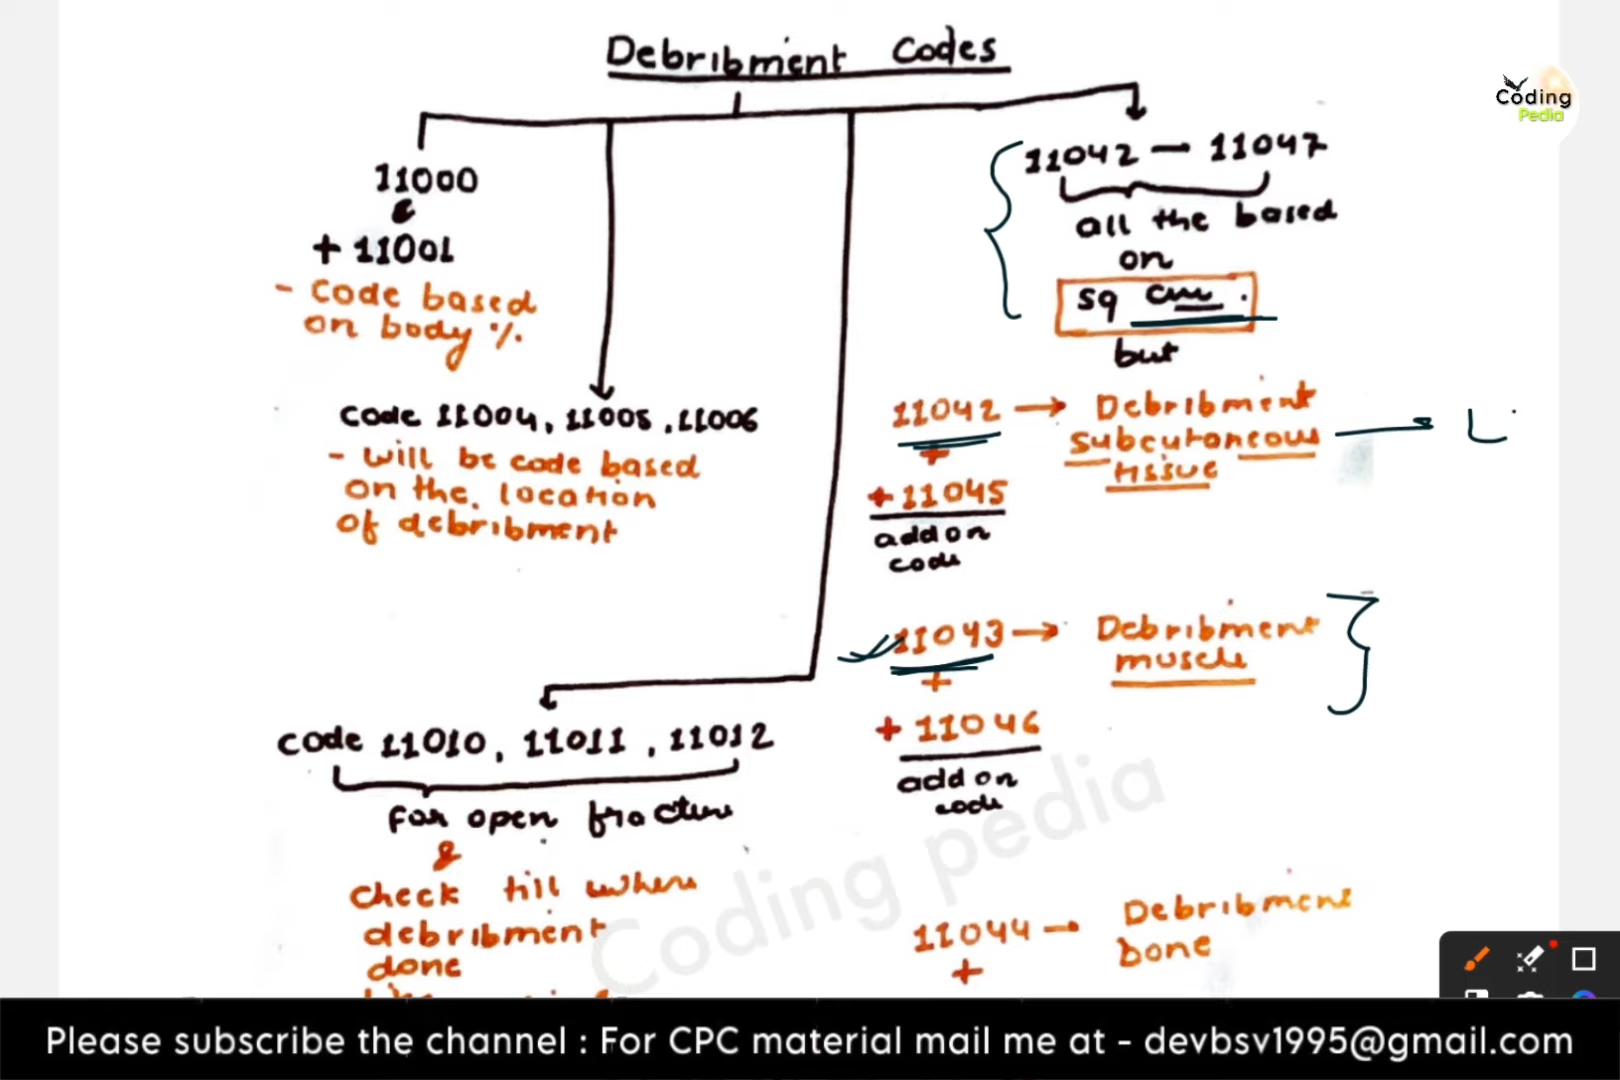 Debribment Codes
Coding
Pedia
11000
&
+ 11001
- Code based
on body %.
Code 11004, 11005, 11006
- will be code based
on the location
of debribment
Code 11010, 11011, 11012
for open fracture
&
Check till where
debribment
done
11042 — 11047
all the based
on
sq cm.
but
11042 → Debribment
subcutaneous
tissue
+
+ 11045
add on
code
11043 → Debribment
muscle
+
+ 11046
add on
code
11044 — Debribment
bone
+
Coding pedia
Please subscribe the channel : For CPC material mail me at - devbsv1995@gmail.com